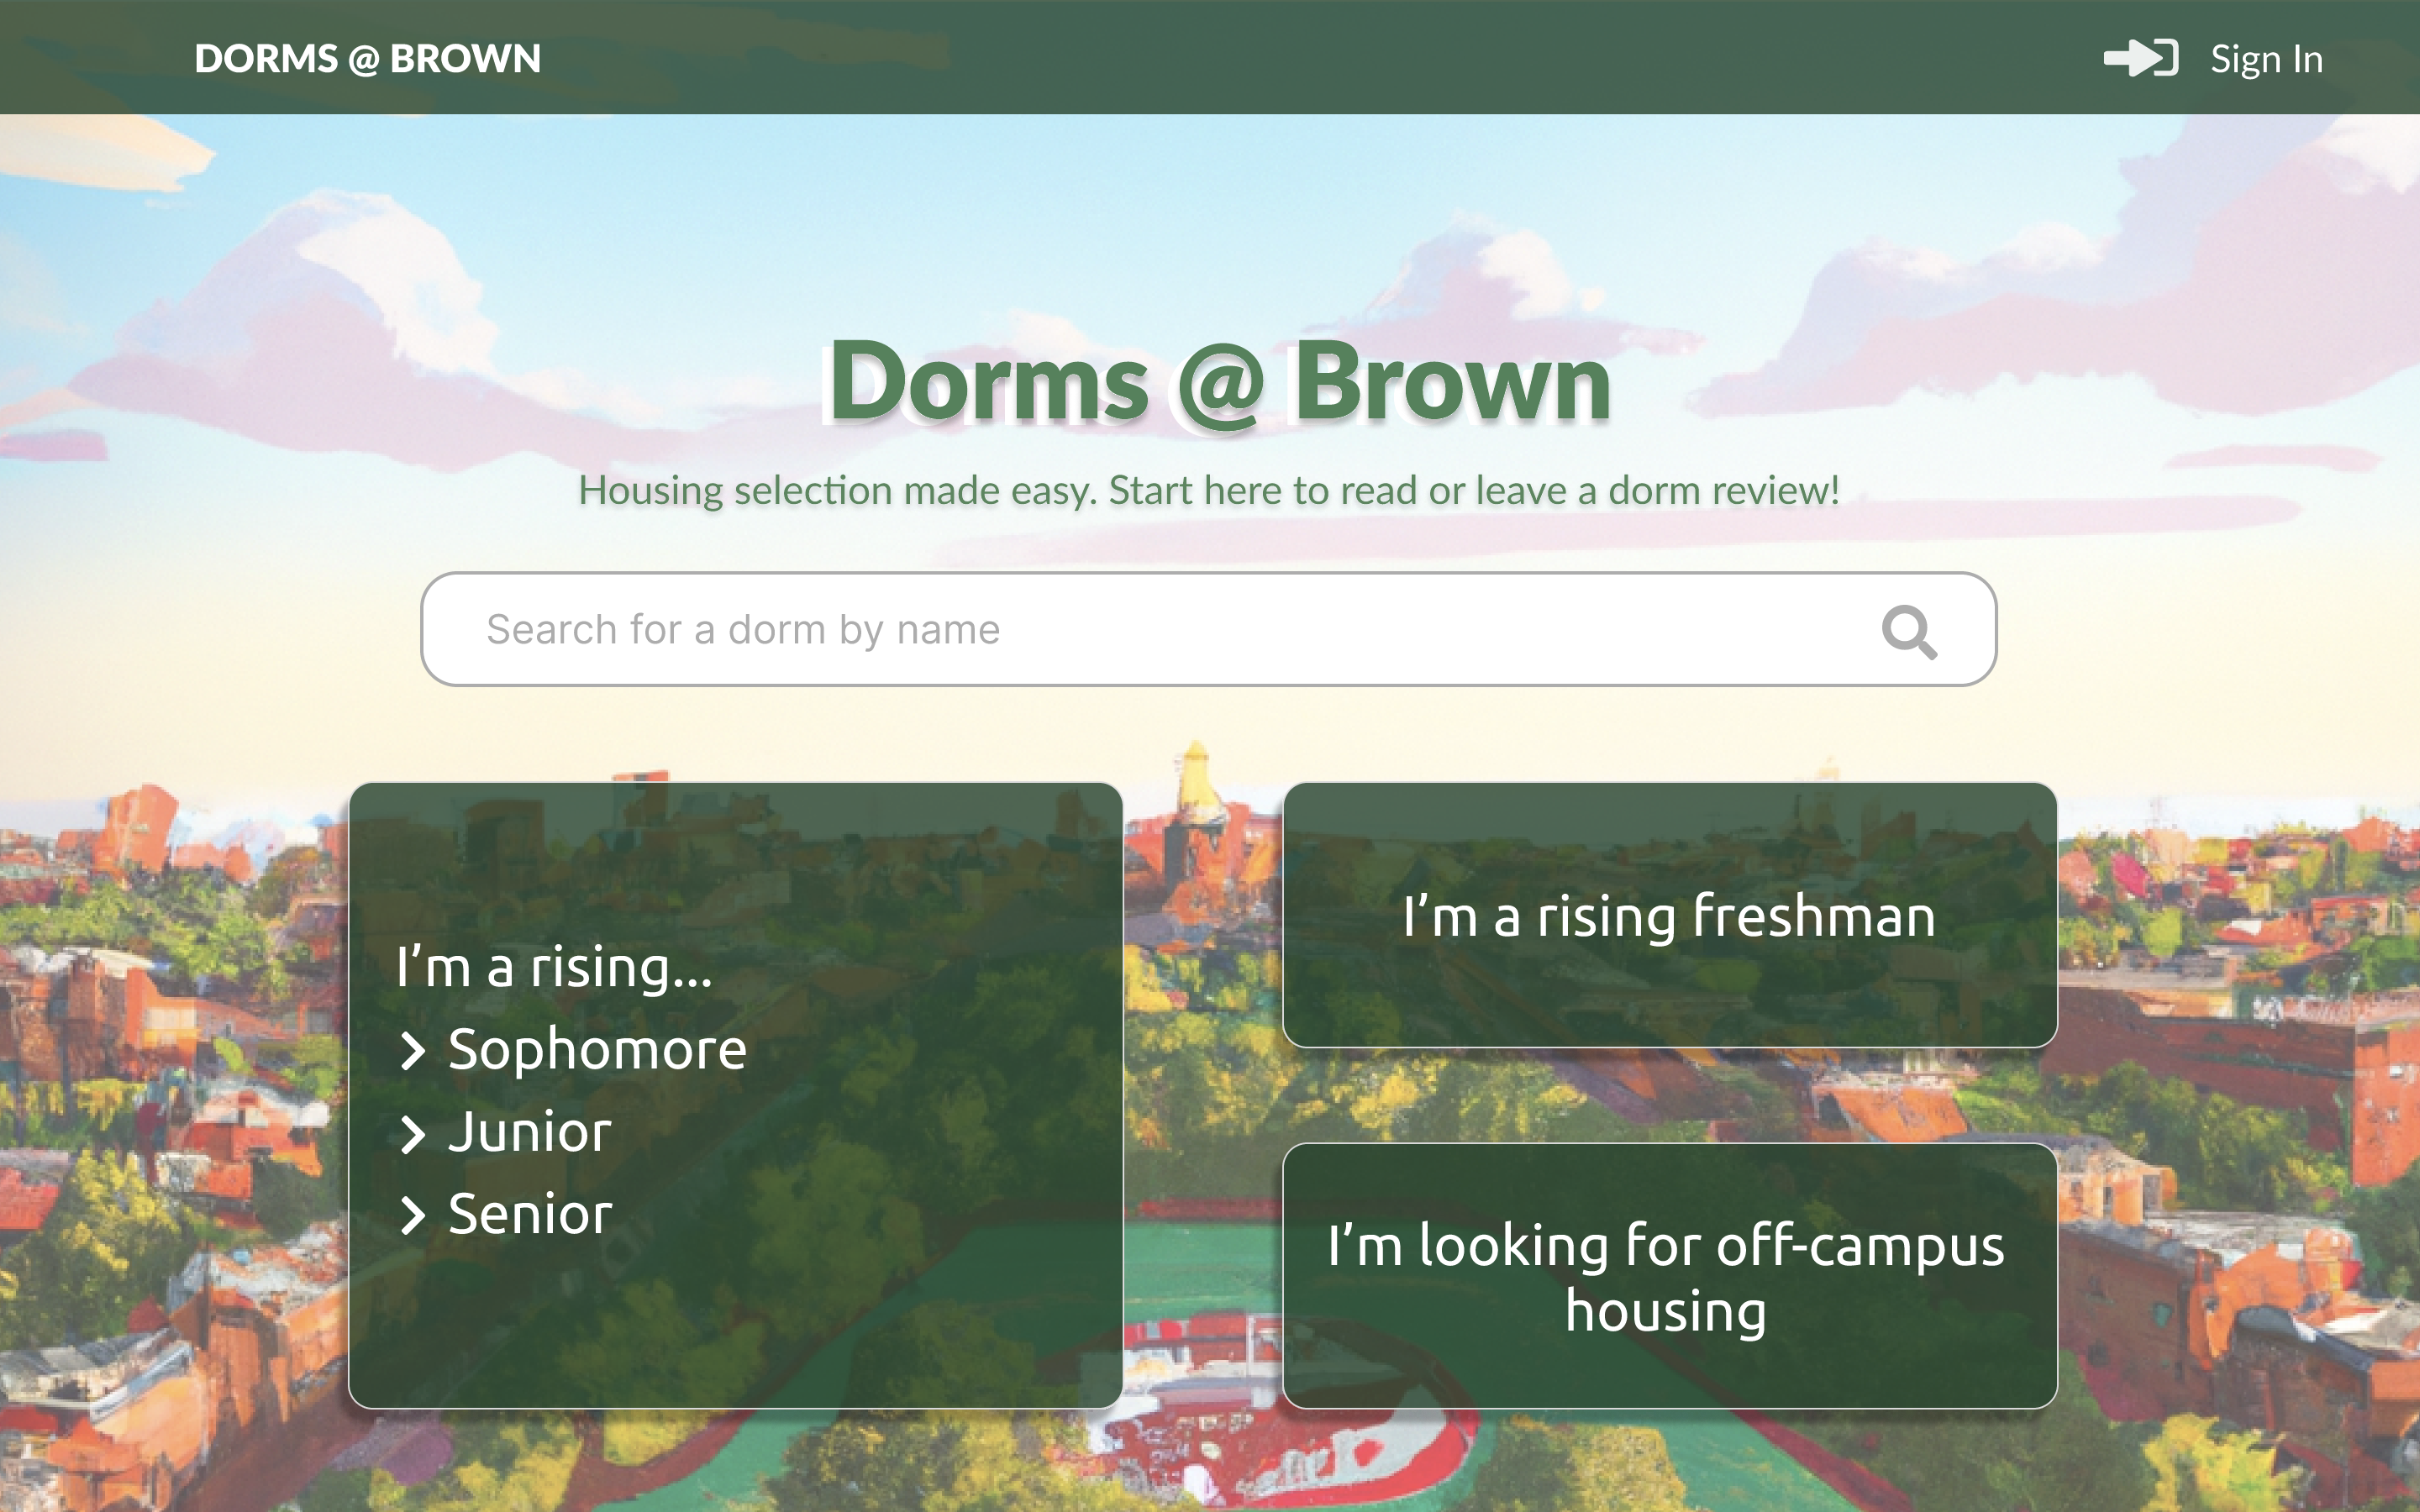 DORMS @ BROWN
Sign In
Dorms @ Brown
Housing selection made easy. Start here to read or leave a dorm review!
Search for a dorm by name
I’m a rising...
Sophomore
Junior
Senior
I’m a rising freshman
I’m looking for off-campus
housing